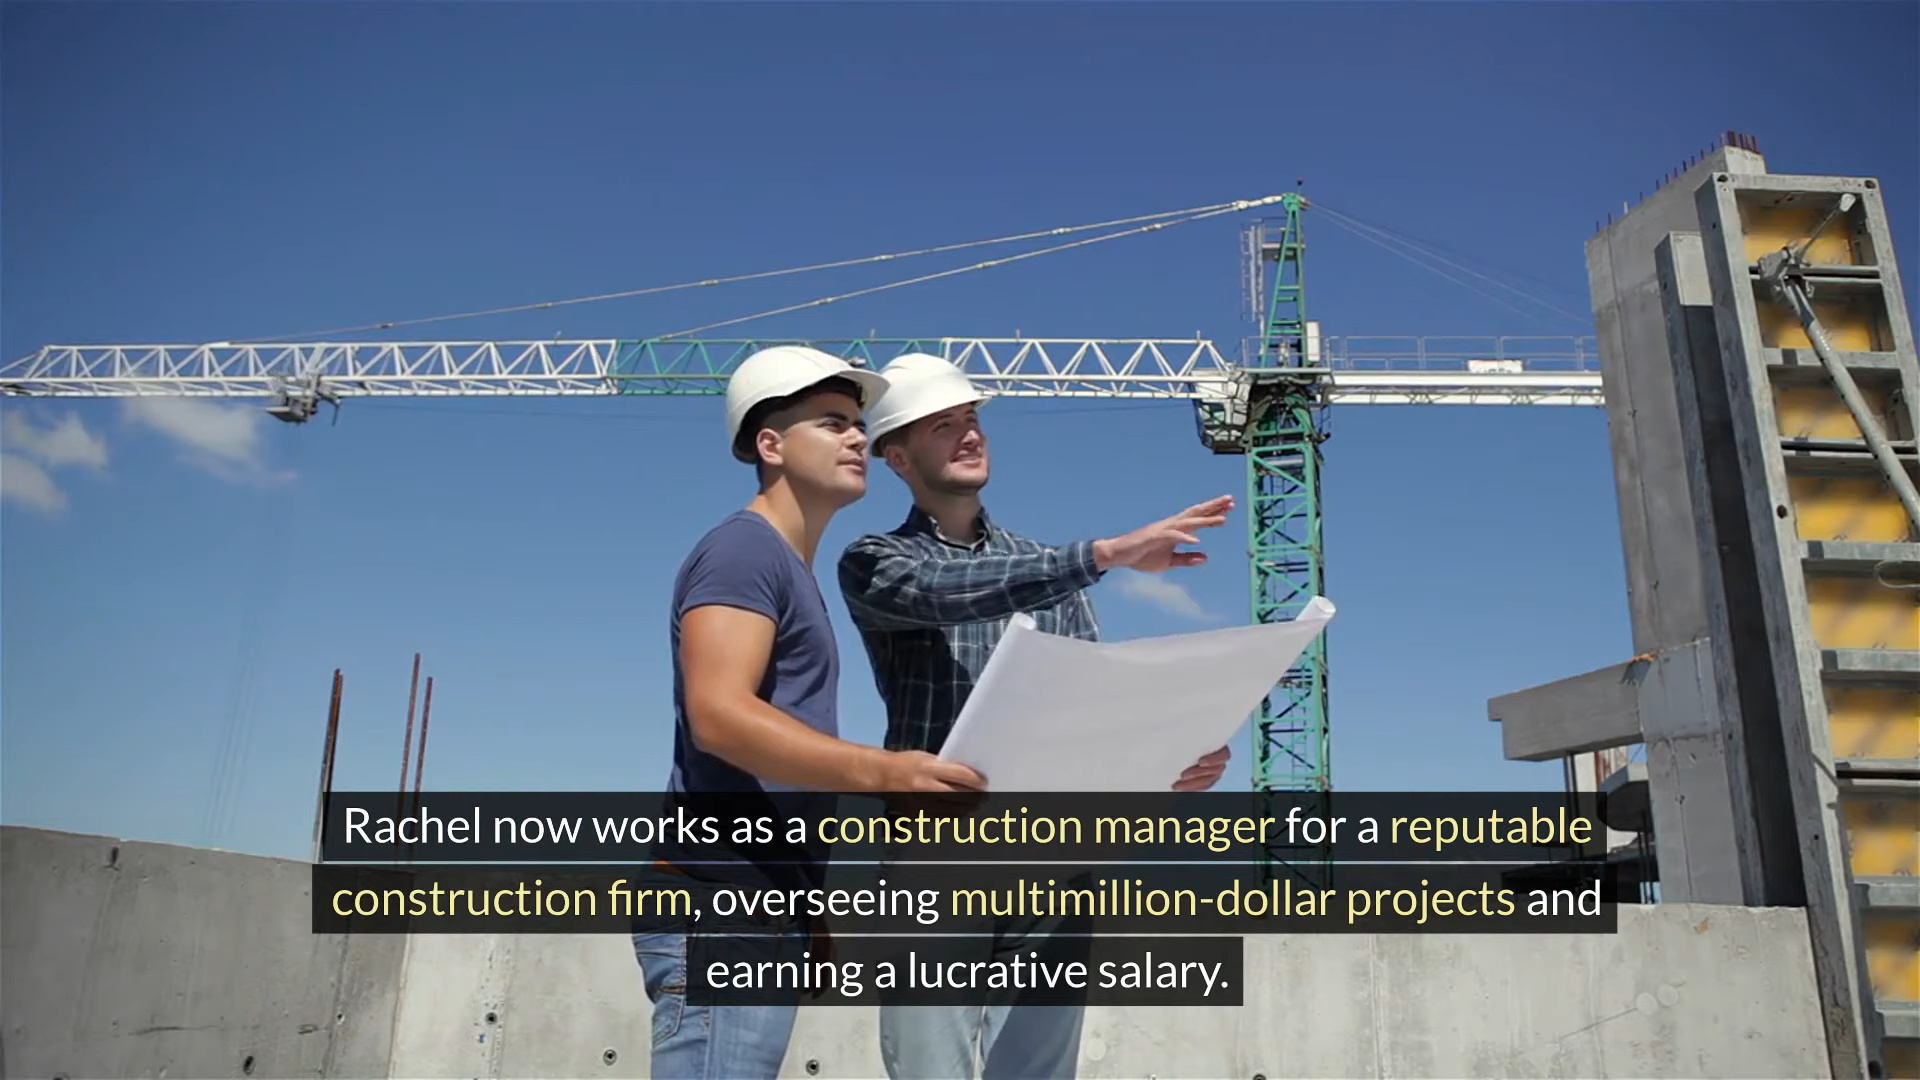 Rachel now works as a construction manager for a reputable
construction firm, overseeing multimillion-dollar projects and
earning a lucrative salary.